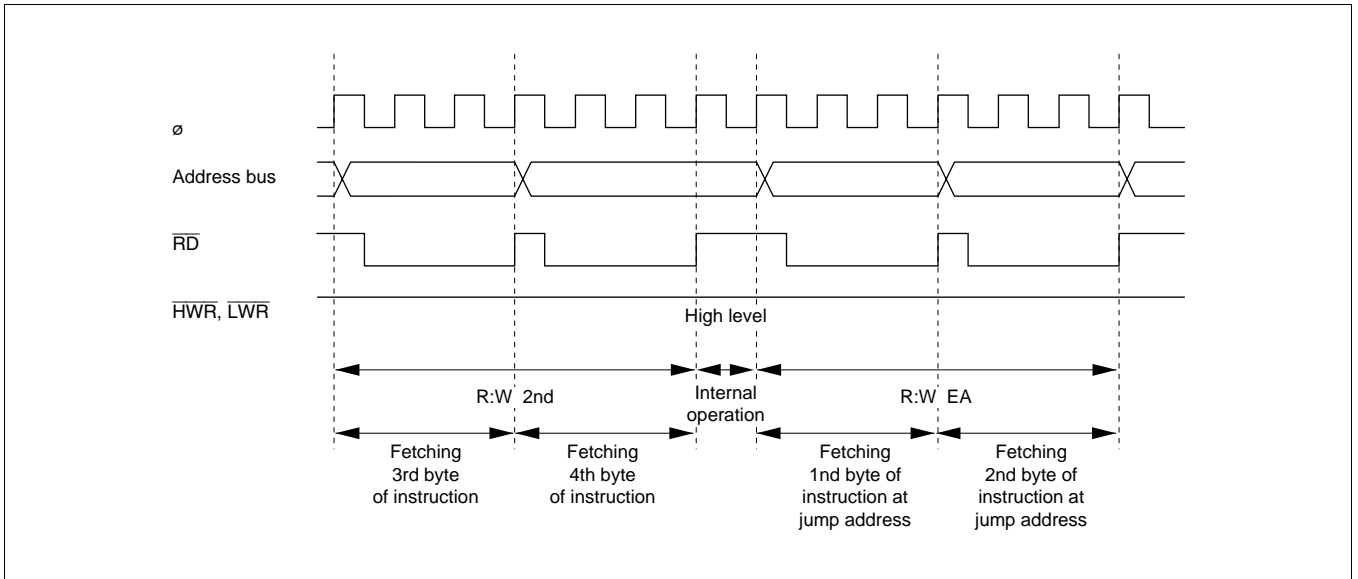 ø
Address bus
RD
HWR, LWR
High level
R:W 2nd
Internal
operation
R:W EA
Fetching
3rd byte
of instruction
Fetching
4th byte
of instruction
Fetching
1nd byte of
instruction at
jump address
Fetching
2nd byte of
instruction at
jump address